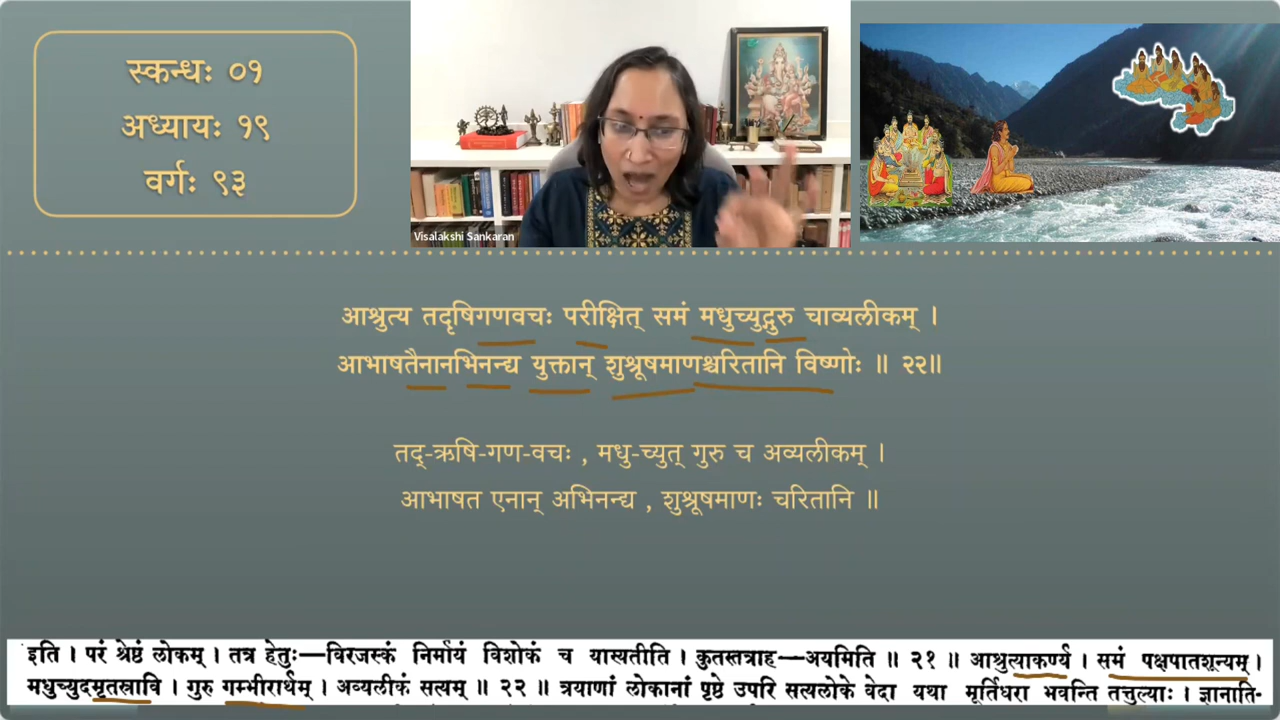 स्कन्धः ०१
अध्यायः १९
वर्गः ९३
Visalakshi Sankaran
आश्रुत्य तदृषिगणवचः परीक्षित् समं मधुच्युद्गुरु चाव्यलीकम् ।
आभाषतैनानभिनन्द्य युक्तान् शुश्रूषमाणश्चरितानि विष्णोः ॥ २२॥
तद्-ऋषि-गण-वचः , मधु-च्युत् गुरु च अव्यलीकम् ।
आभाषत एनान् अभिनन्द्य , शुश्रूषमाणः चरितानि ॥
इति । परं श्रेष्ठं लोकम् । तत्र हेतुः—विरजस्कं निर्मायं विशोकं च यास्यतीति । कुतस्तत्राह—अयमिति ॥ २१ ॥ आश्रुत्याकर्ण्य । समं पक्षपातशून्यम् ।
मधुच्युदमृतस्रावि । गुरु गम्भीरार्थम् । अव्यलीकं सत्यम् ॥ २२ ॥ त्रयाणां लोकानां पृष्ठे उपरि सत्यलोके वेदा यथा मूर्तिधरा भवन्ति तत्तुल्याः । ज्ञानाति-